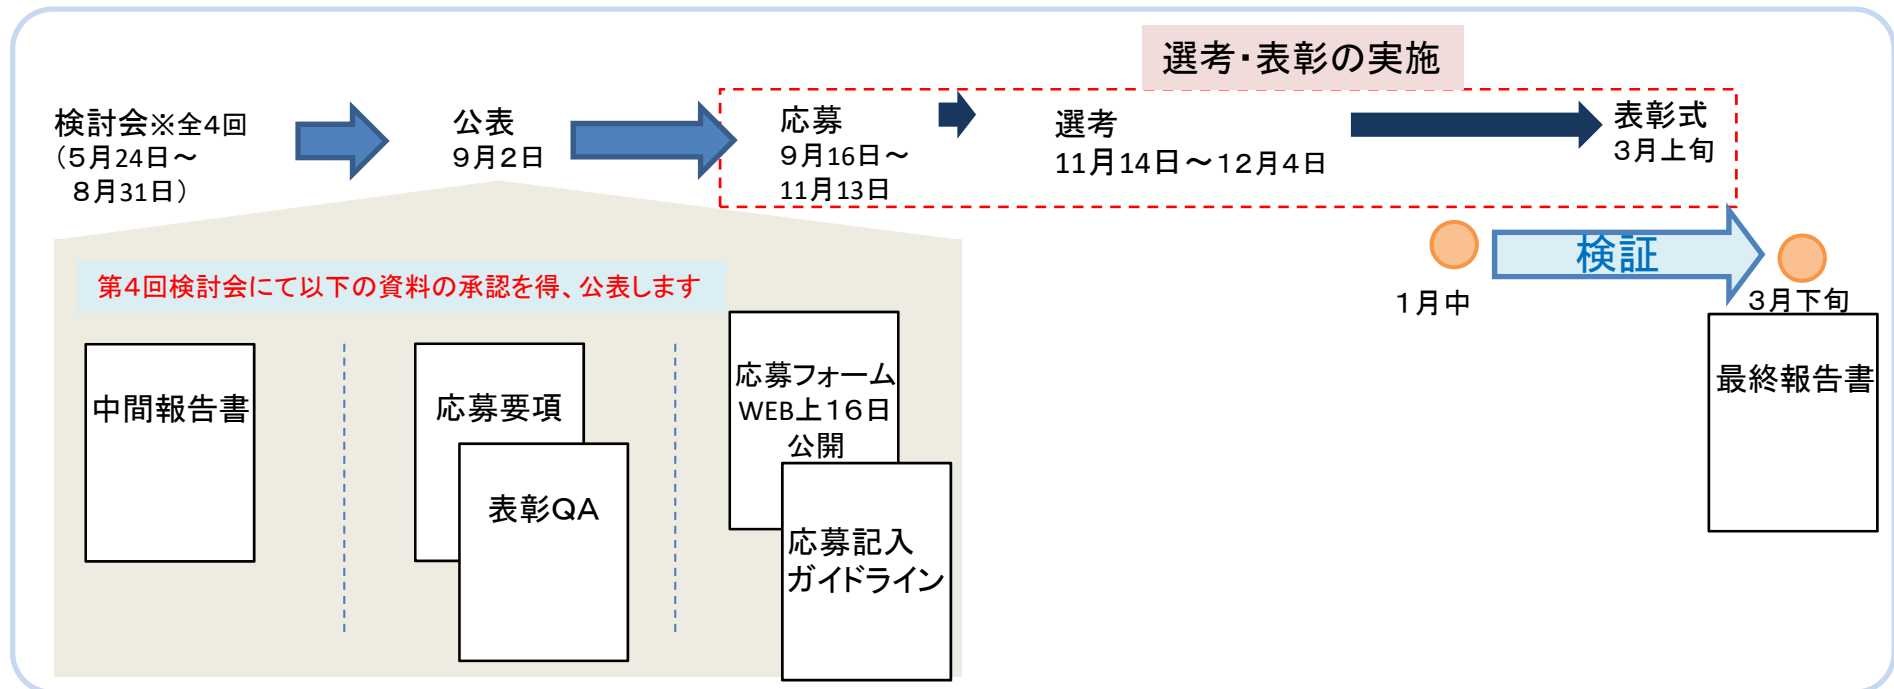 選考・表彰の実施
検討会※全４回
（５月24日～
８月31日）
公表
９月２日
応募
９月16日～
11月13日
選考
11月14日～１２月４日
表彰式
３月上旬
検証
１月中
３月下旬
第４回検討会にて以下の資料の承認を得、公表します
中間報告書
応募要項
表彰ＱＡ
応募フォーム
WEB上１６日
公開
応募記入
ガイドライン
最終報告書